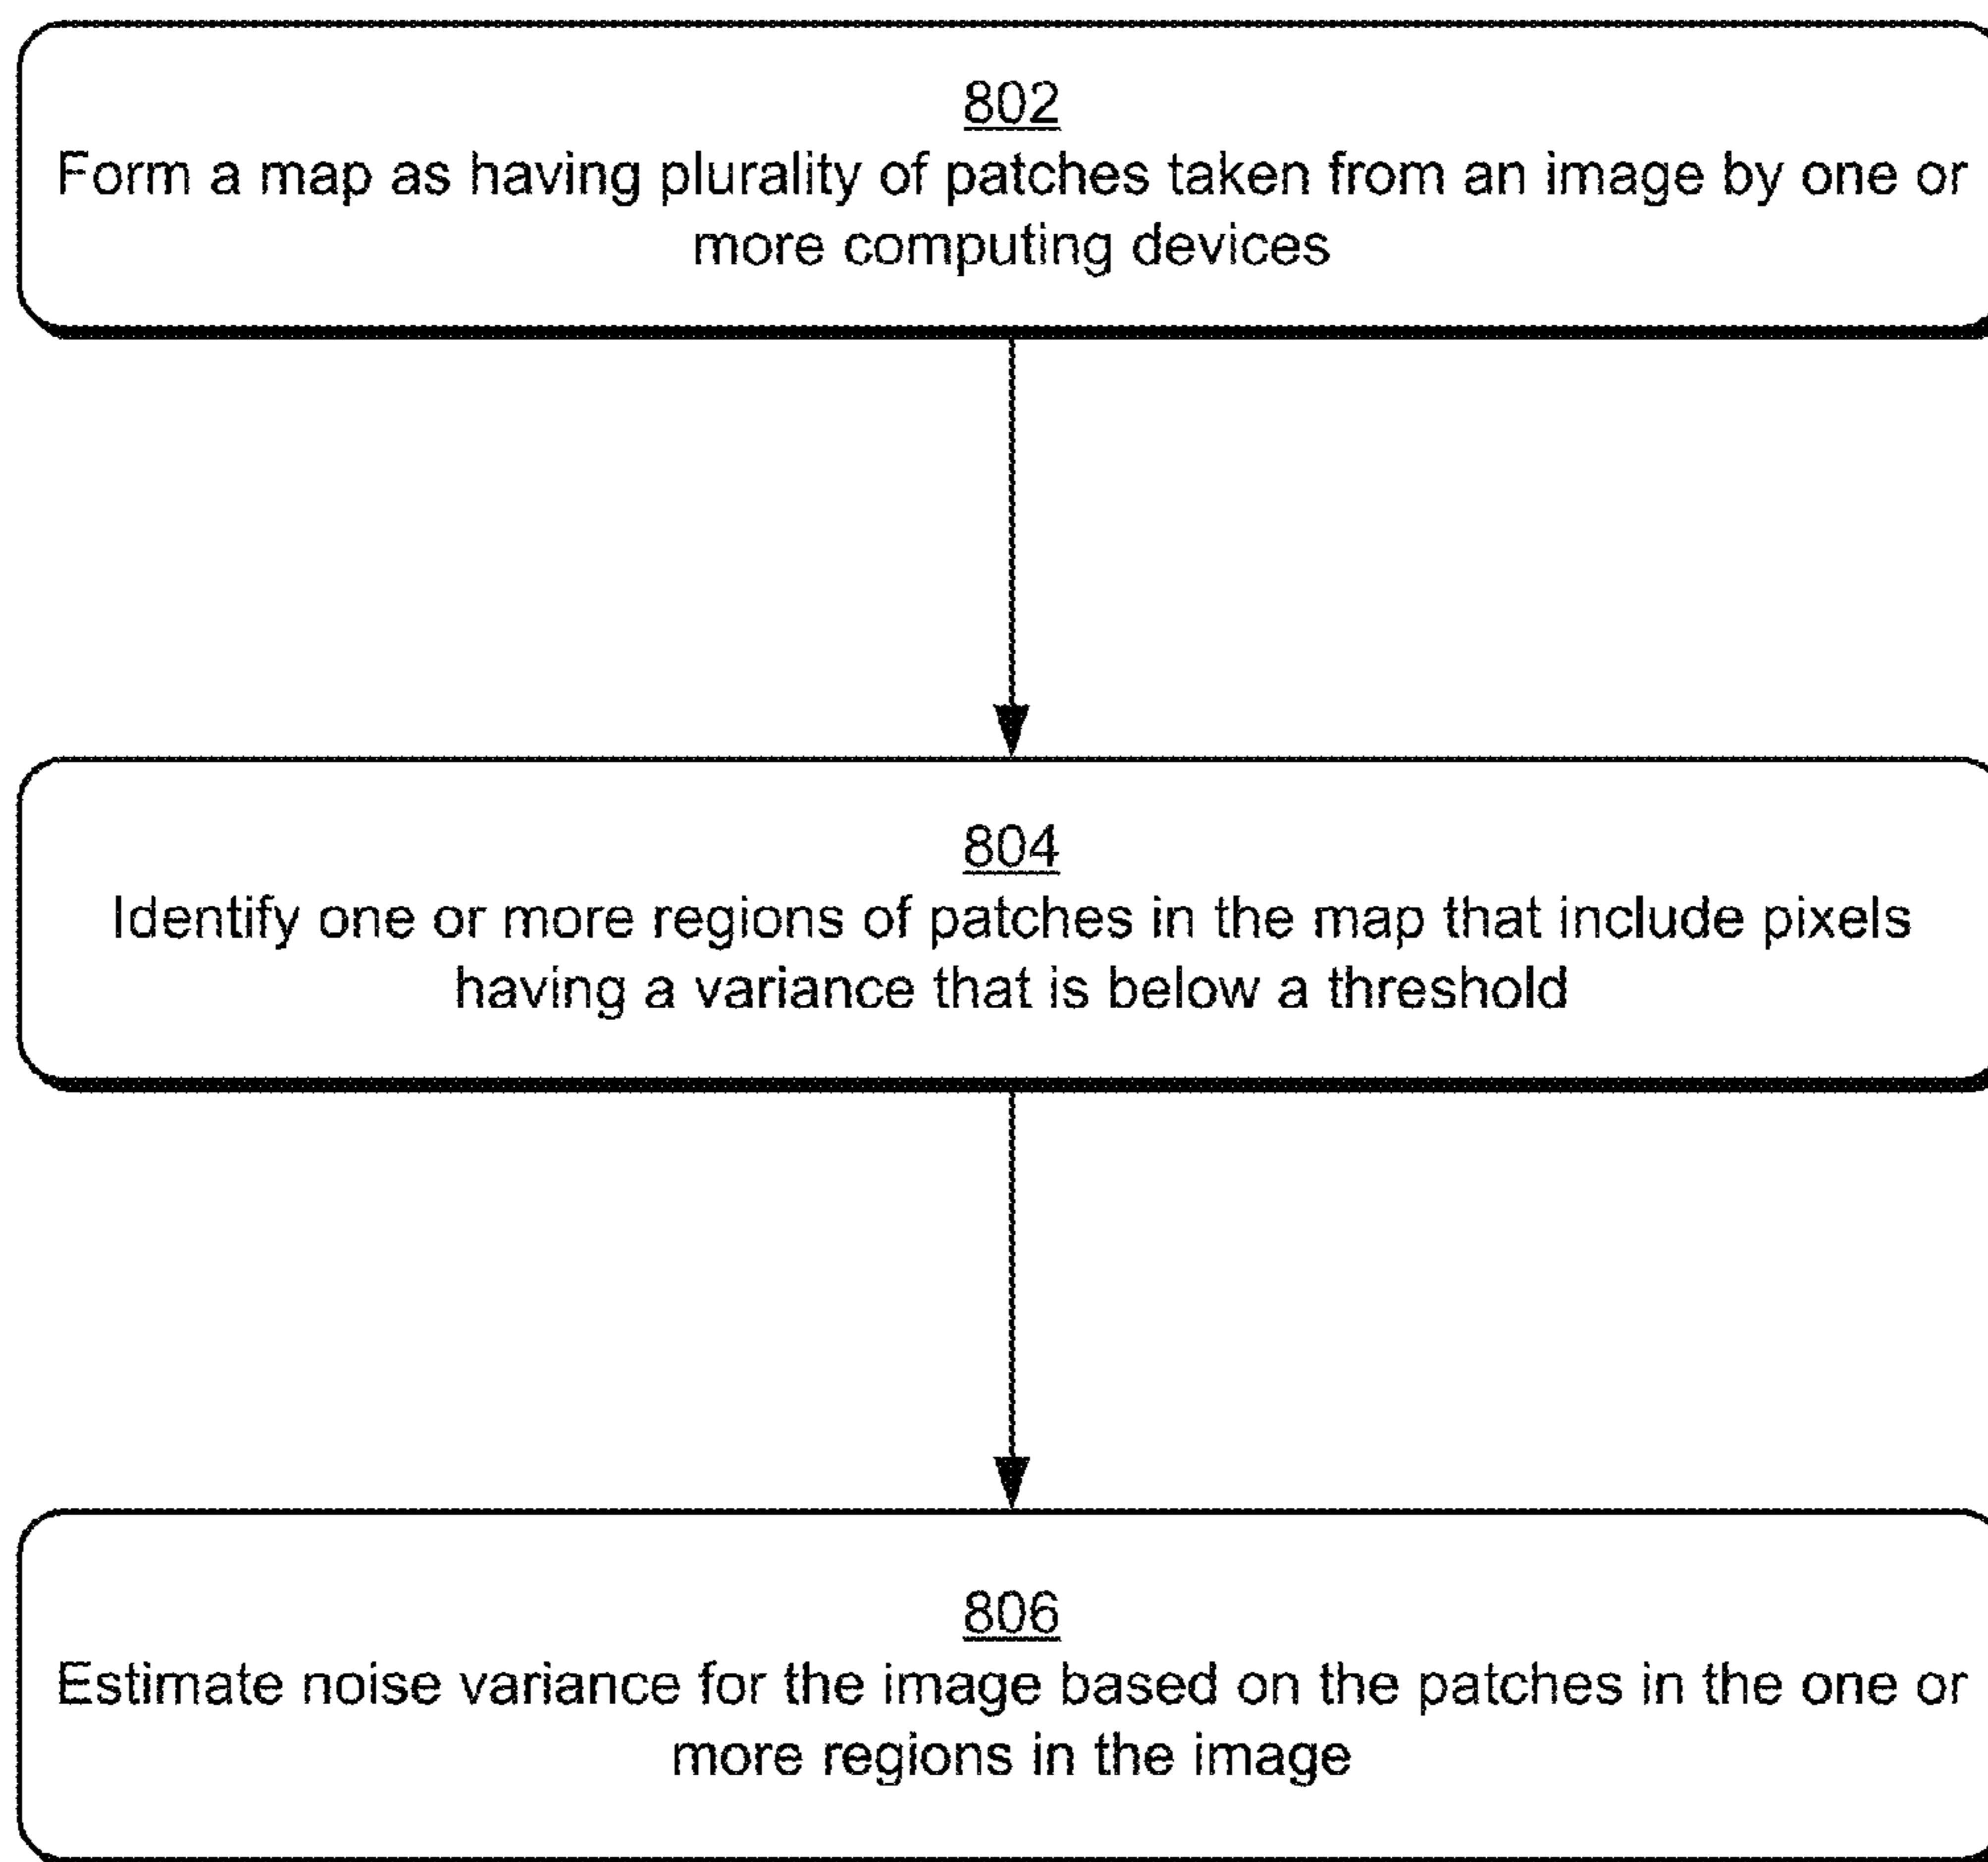 802
Form a map as having plurality of patches taken from an image by one or
more computing devices
804
Identify one or more regions of patches in the map that include pixels
having a variance that is below a threshold
806
Estimate noise variance for the image based on the patches in the one or
more regions in the image